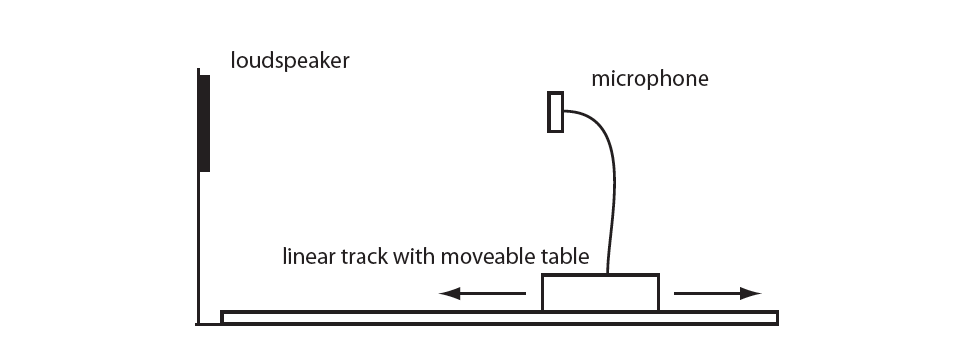 loudspeaker
microphone
linear track with moveable table